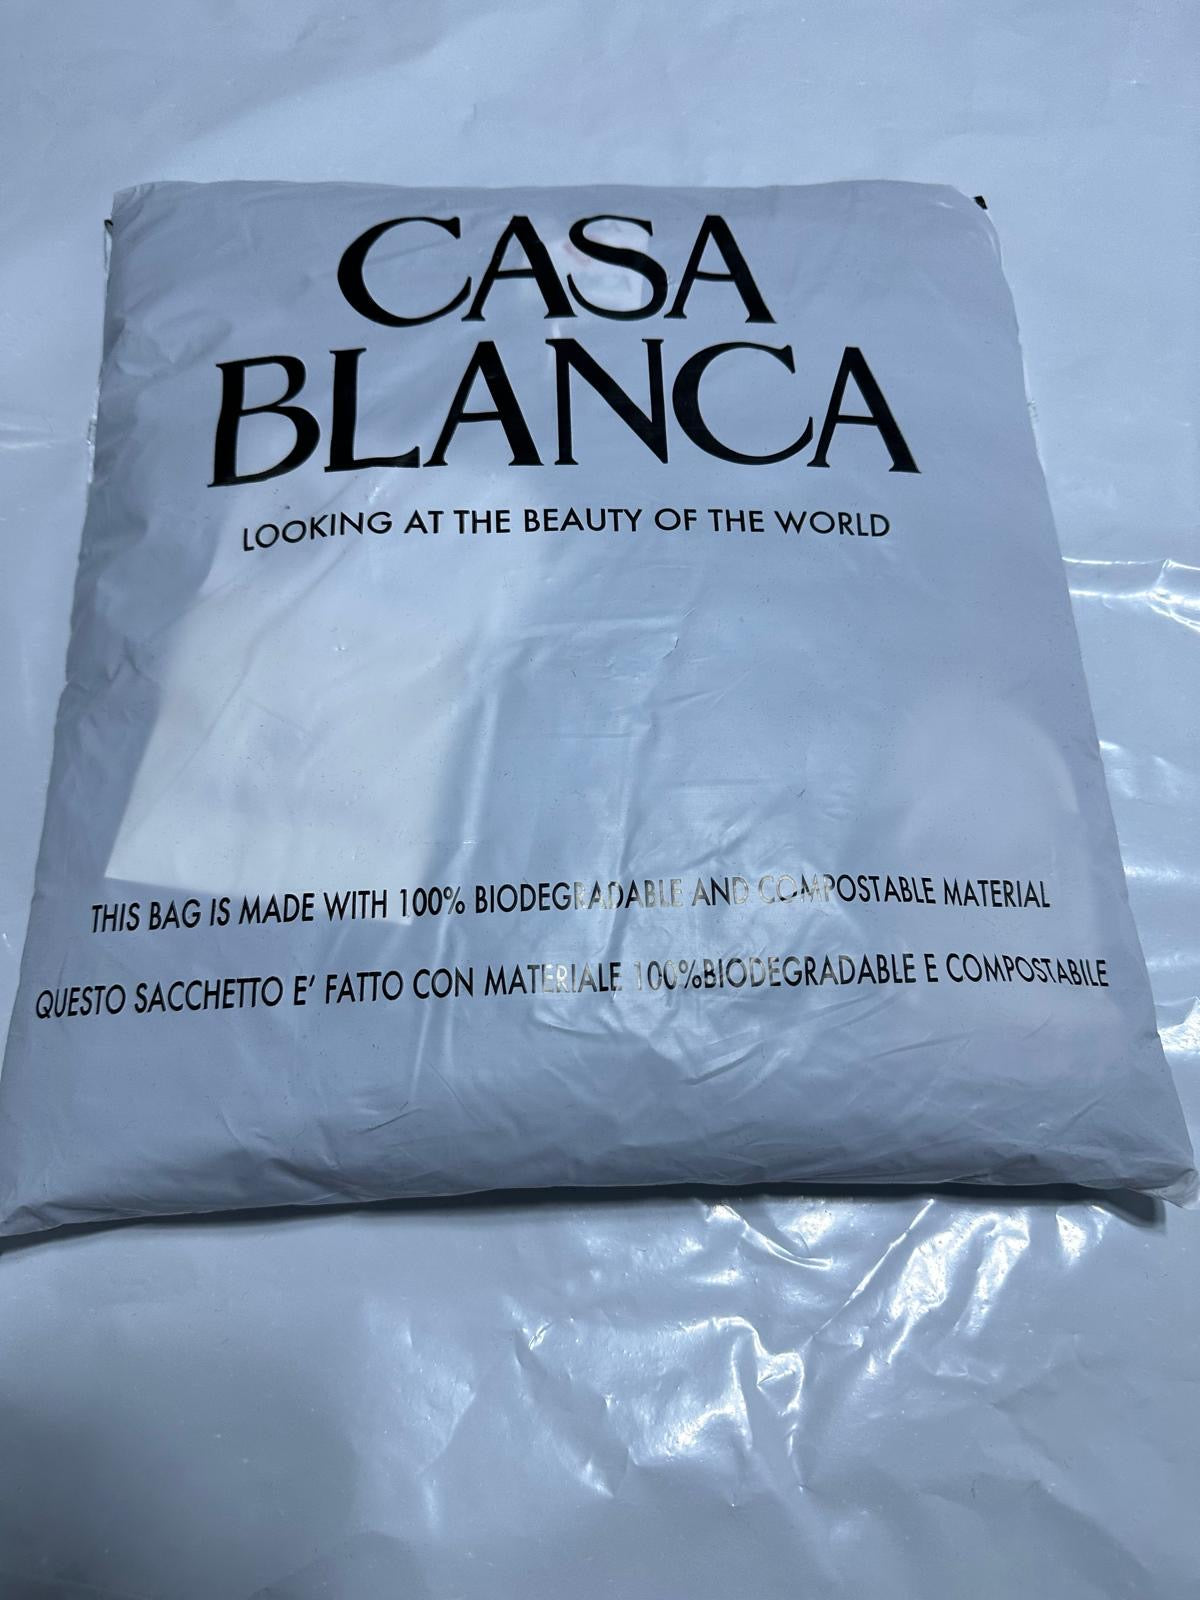 CASA
BLANCA
LOOKING AT THE BEAUTY OF THE WORLD
THIS BAG IS MADE WITH 100% BIODEGRADABLE AND COMPOSTABLE MATERIAL
QUESTO SACCHETTO E' FATTO CON MATERIALE 100%BIODEGRADABLE E COMPOSTABILE